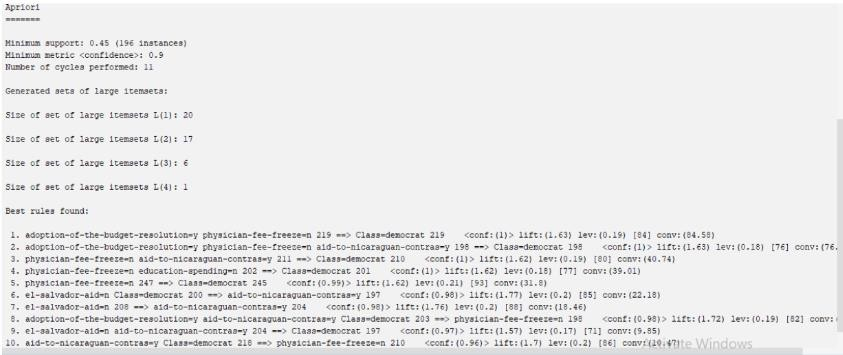 Apriori
=======
Minimum support: 0.45 (196 instances)
Minimum metric <confidence>: 0.9
Number of cycles performed: 11
Generated sets of large itemsets:
Size of set of large itemsets L(1): 20
Size of set of large itemsets L(2): 17
Size of set of large itemsets L(3): 6
Size of set of large itemsets L(4): 1
Best rules found:
1. adoption-of-the-budget-resolution=y physician-fee-freeze=n 219 ==> Class=democrat 219 <conf:(1)> lift:(1.63) lev:(0.19) [84] conv:(84.58)
2. adoption-of-the-budget-resolution=y physician-fee-freeze=n aid-to-nicaraguan-contras=y 198 ==> Class=democrat 198 <conf:(1)> lift:(1.63) lev:(0.18) [76] conv:(76.
3. physician-fee-freeze=n aid-to-nicaraguan-contras=y 211 ==> Class=democrat 210 <conf:(1)> lift:(1.62) lev:(0.19) [80] conv:(40.74)
4. physician-fee-freeze=n education-spending=n 202 ==> Class=democrat 201 <conf:(1)> lift:(1.62) lev:(0.18) [77] conv:(39.01)
5. physician-fee-freeze=n 247 ==> Class=democrat 245 <conf:(0.99)> lift:(1.62) lev:(0.21) [93] conv:(31.8)
6. el-salvador-aid=n Class=democrat 200 ==> aid-to-nicaraguan-contras=y 197 <conf:(0.98)> lift:(1.77) lev:(0.2) [85] conv:(22.18)
7. el-salvador-aid=n 208 ==> aid-to-nicaraguan-contras=y 204 <conf:(0.98)> lift:(1.76) lev:(0.2) [88] conv:(18.46)
8. adoption-of-the-budget-resolution=y aid-to-nicaraguan-contras=y Class=democrat 203 ==> physician-fee-freeze=n 198 <conf:(0.98)> lift:(1.72) lev:(0.19) [82] conv:(
9. el-salvador-aid=n aid-to-nicaraguan-contras=y 204 ==> Class=democrat 197 <conf:(0.97)> lift:(1.57) lev:(0.17) [71] conv:(9.85)
10. aid-to-nicaraguan-contras=y Class=democrat 218 ==> physician-fee-freeze=n 210 <conf:(0.96)> lift:(1.7) lev:(0.2) [86] conv:(10.47)
Activate Windows